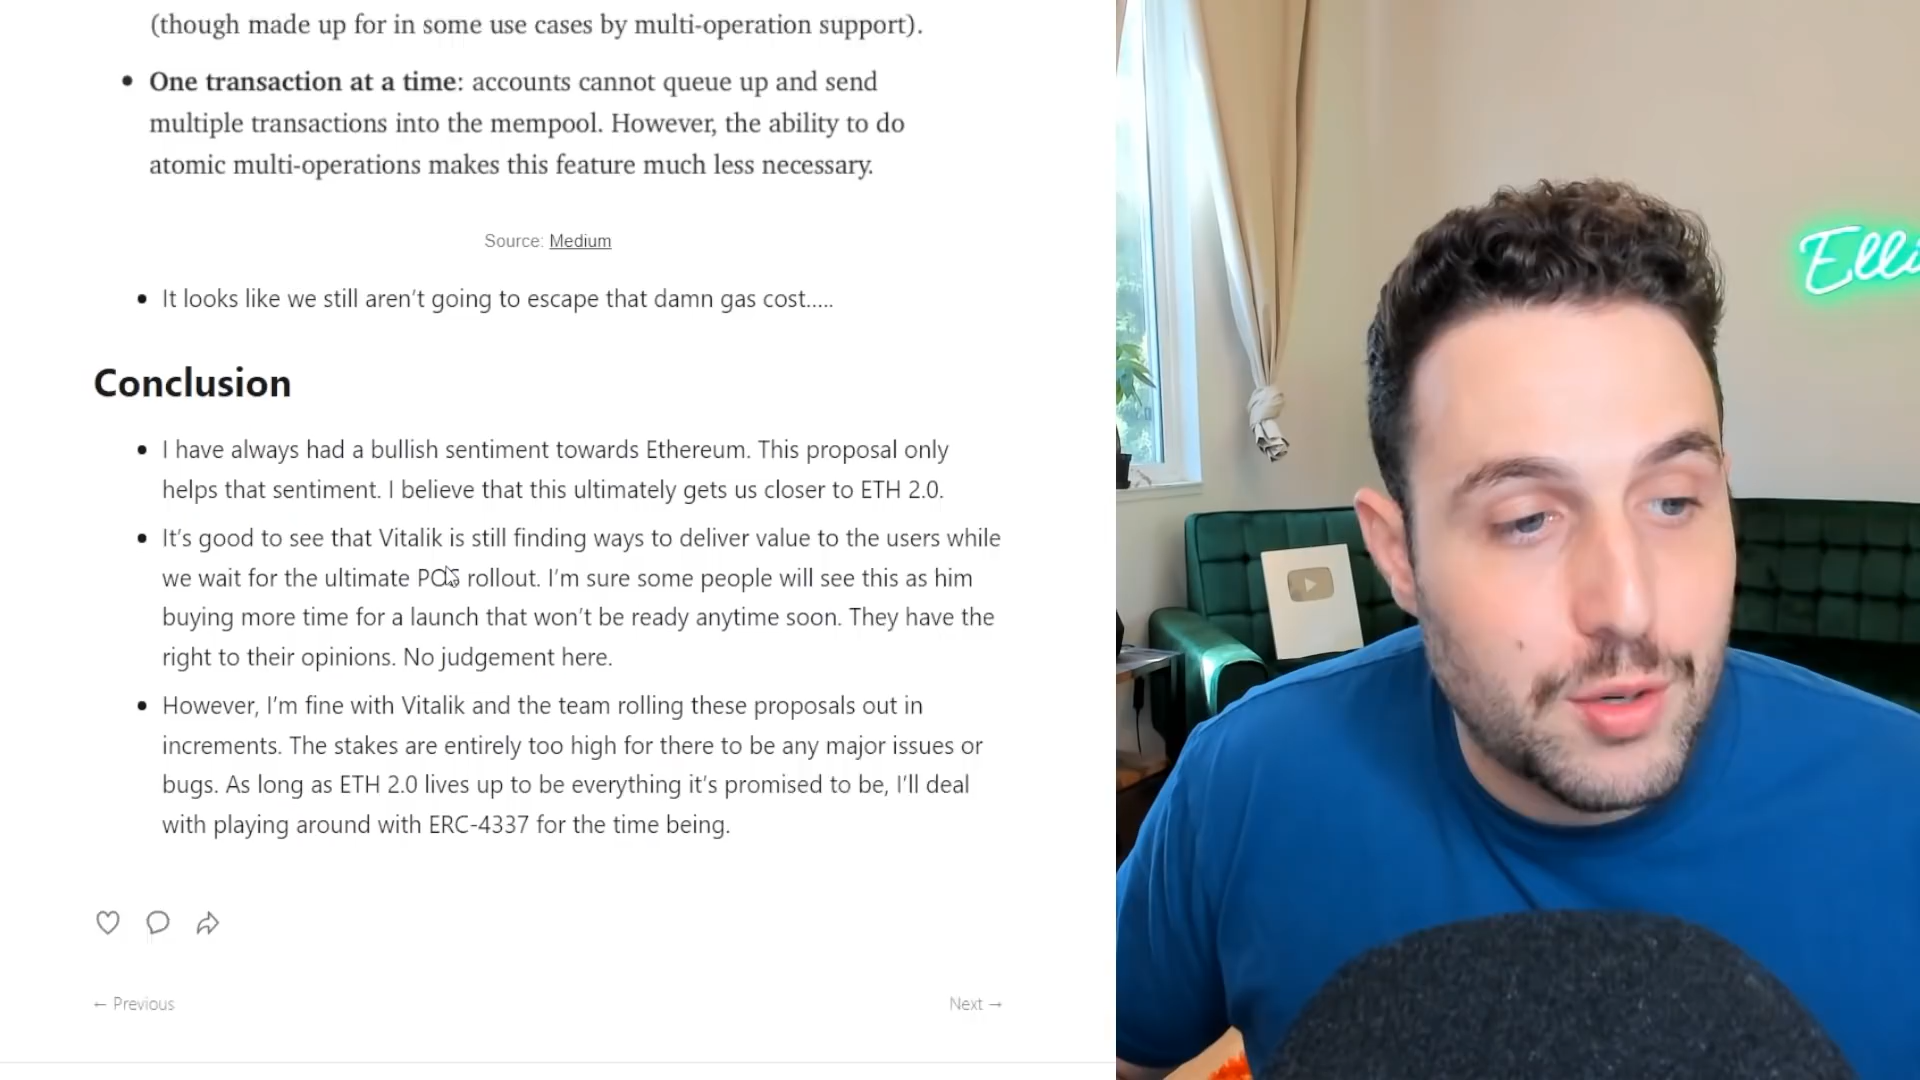 (though made up for in some use cases by multi-operation support).
• One transaction at a time: accounts cannot queue up and send
multiple transactions into the mempool. However, the ability to do
atomic multi-operations makes this feature much less necessary.
Source: Medium
• It looks like we still aren’t going to escape that damn gas cost.....
Conclusion
• I have always had a bullish sentiment towards Ethereum. This proposal only
helps that sentiment. I believe that this ultimately gets us closer to ETH 2.0.
• It’s good to see that Vitalik is still finding ways to deliver value to the users while
we wait for the ultimate POS rollout. I’m sure some people will see this as him
buying more time for a launch that won’t be ready anytime soon. They have the
right to their opinions. No judgement here.
• However, I’m fine with Vitalik and the team rolling these proposals out in
increments. The stakes are entirely too high for there to be any major issues or
bugs. As long as ETH 2.0 lives up to be everything it’s promised to be, I’ll deal
with playing around with ERC-4337 for the time being.
← Previous
Next →